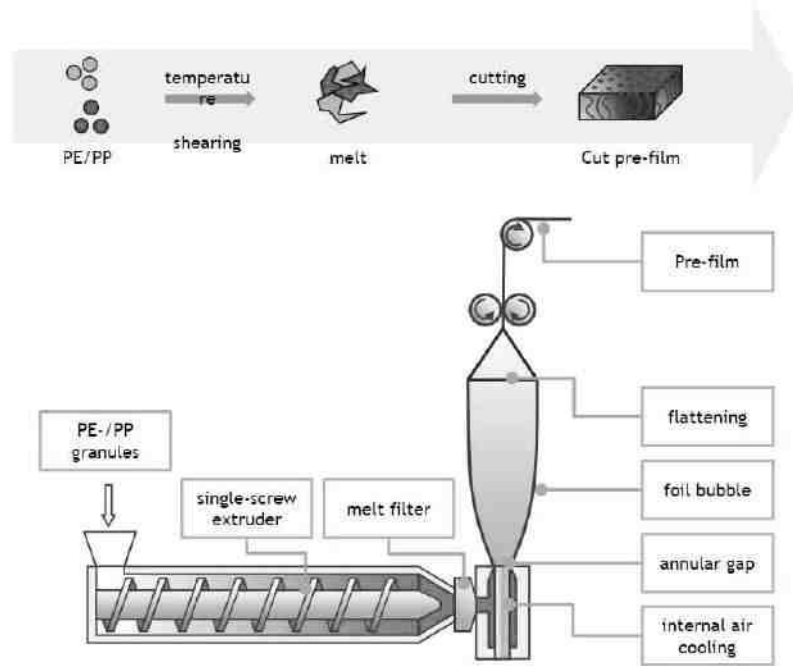 temperatu
re
cutting
shearing
PE/PP
melt
Cut pre-film
Pre-film
flattening
PE-/PP
granules
single-screw
extruder
melt filter
foil bubble
annular gap
internal air
cooling